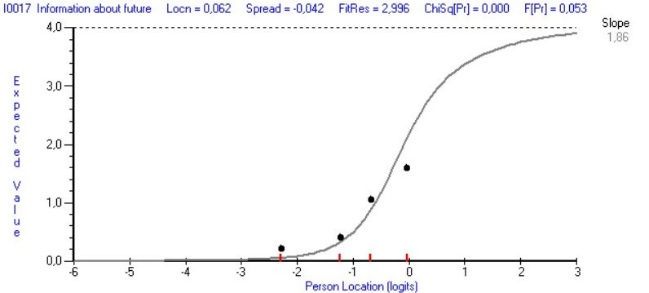 I0017 Information about future Locn = 0,062 Spread = -0,042 FitRes = 2,996 ChiSq[Pr] = 0,000 F[Pr] = 0,053
Slope
1,86
4,0
3,0
2,0
1,0
0,0
Expected Value
-6 -5 -4 -3 -2 -1 0 1 2 3
Person Location (logits)